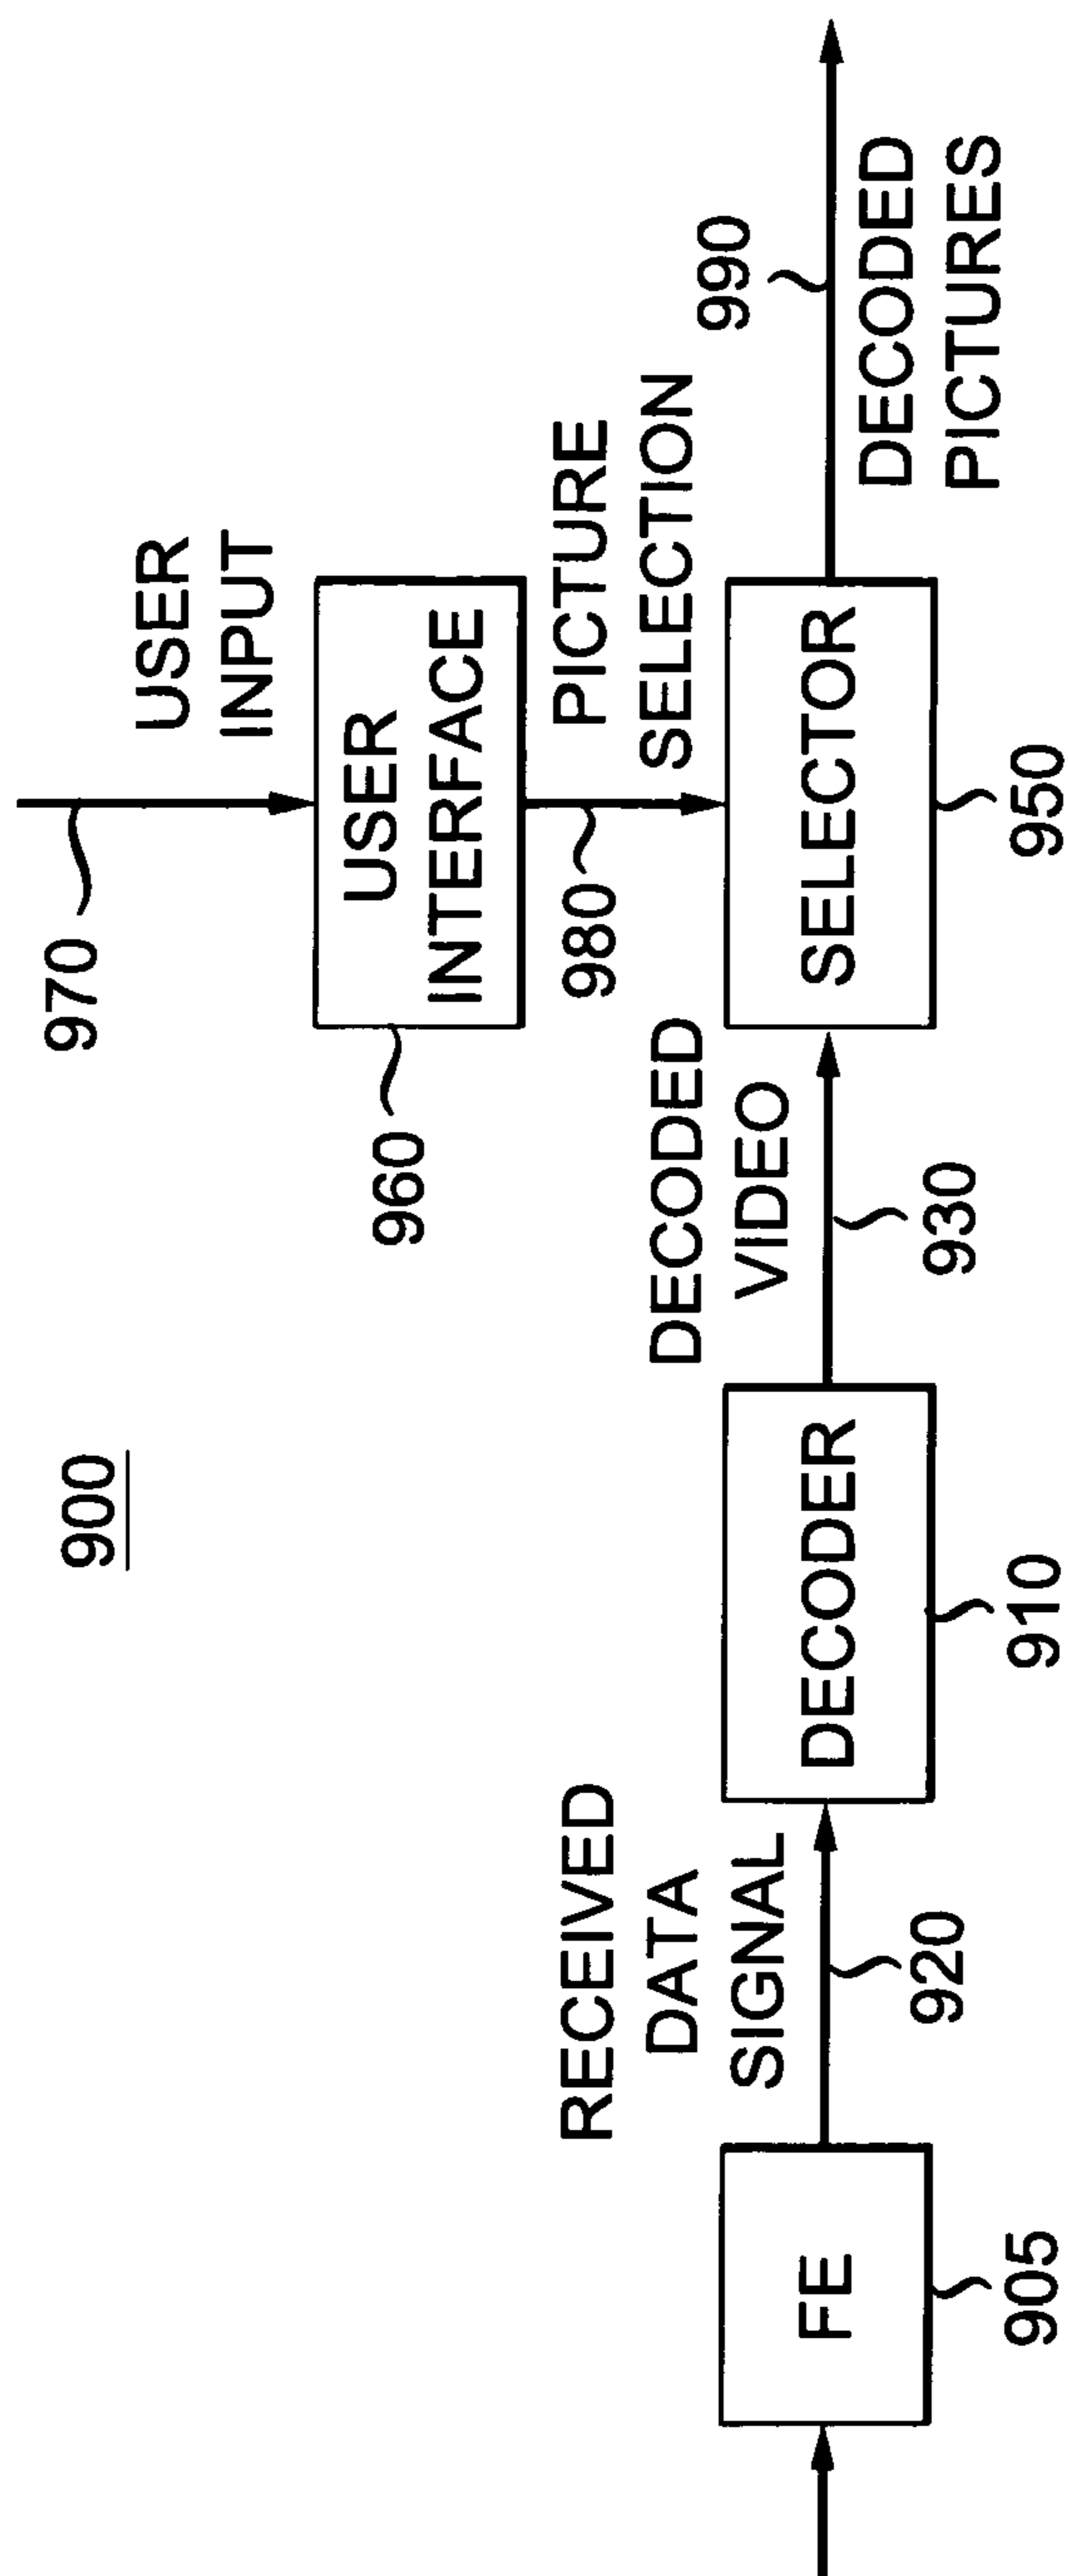 900
970
USER
INPUT
USER
INTERFACE
960
980
PICTURE
SELECTION
990
RECEIVED
DATA
SIGNAL
DECODED
VIDEO
FE
DECODER
SELECTOR
DECODED
PICTURES
905
920
910
930
950